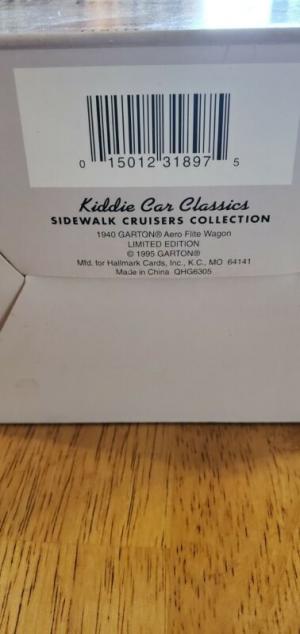 0 15012 31897 5
Kiddie Car Classics
SIDEWALK CRUISERS COLLECTION
1940 GARTON® Aero Flite Wagon
LIMITED EDITION
© 1995 GARTON®
Mfd. for Hallmark Cards, Inc., K.C., MO 64141
Made in China QHG6305